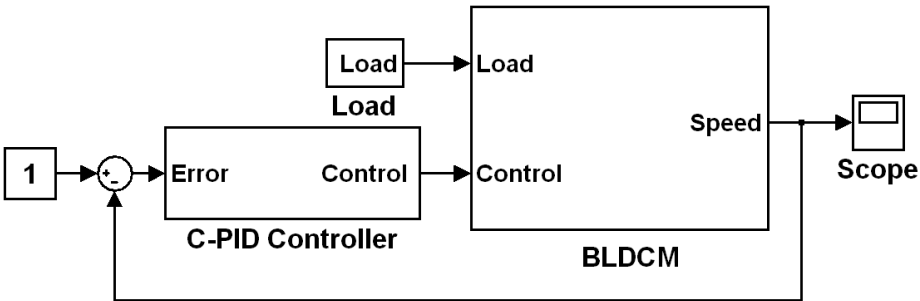 Load
Load
Load
Speed
Scope
1
+
-
Error
Control
Control
C-PID Controller
BLDCM